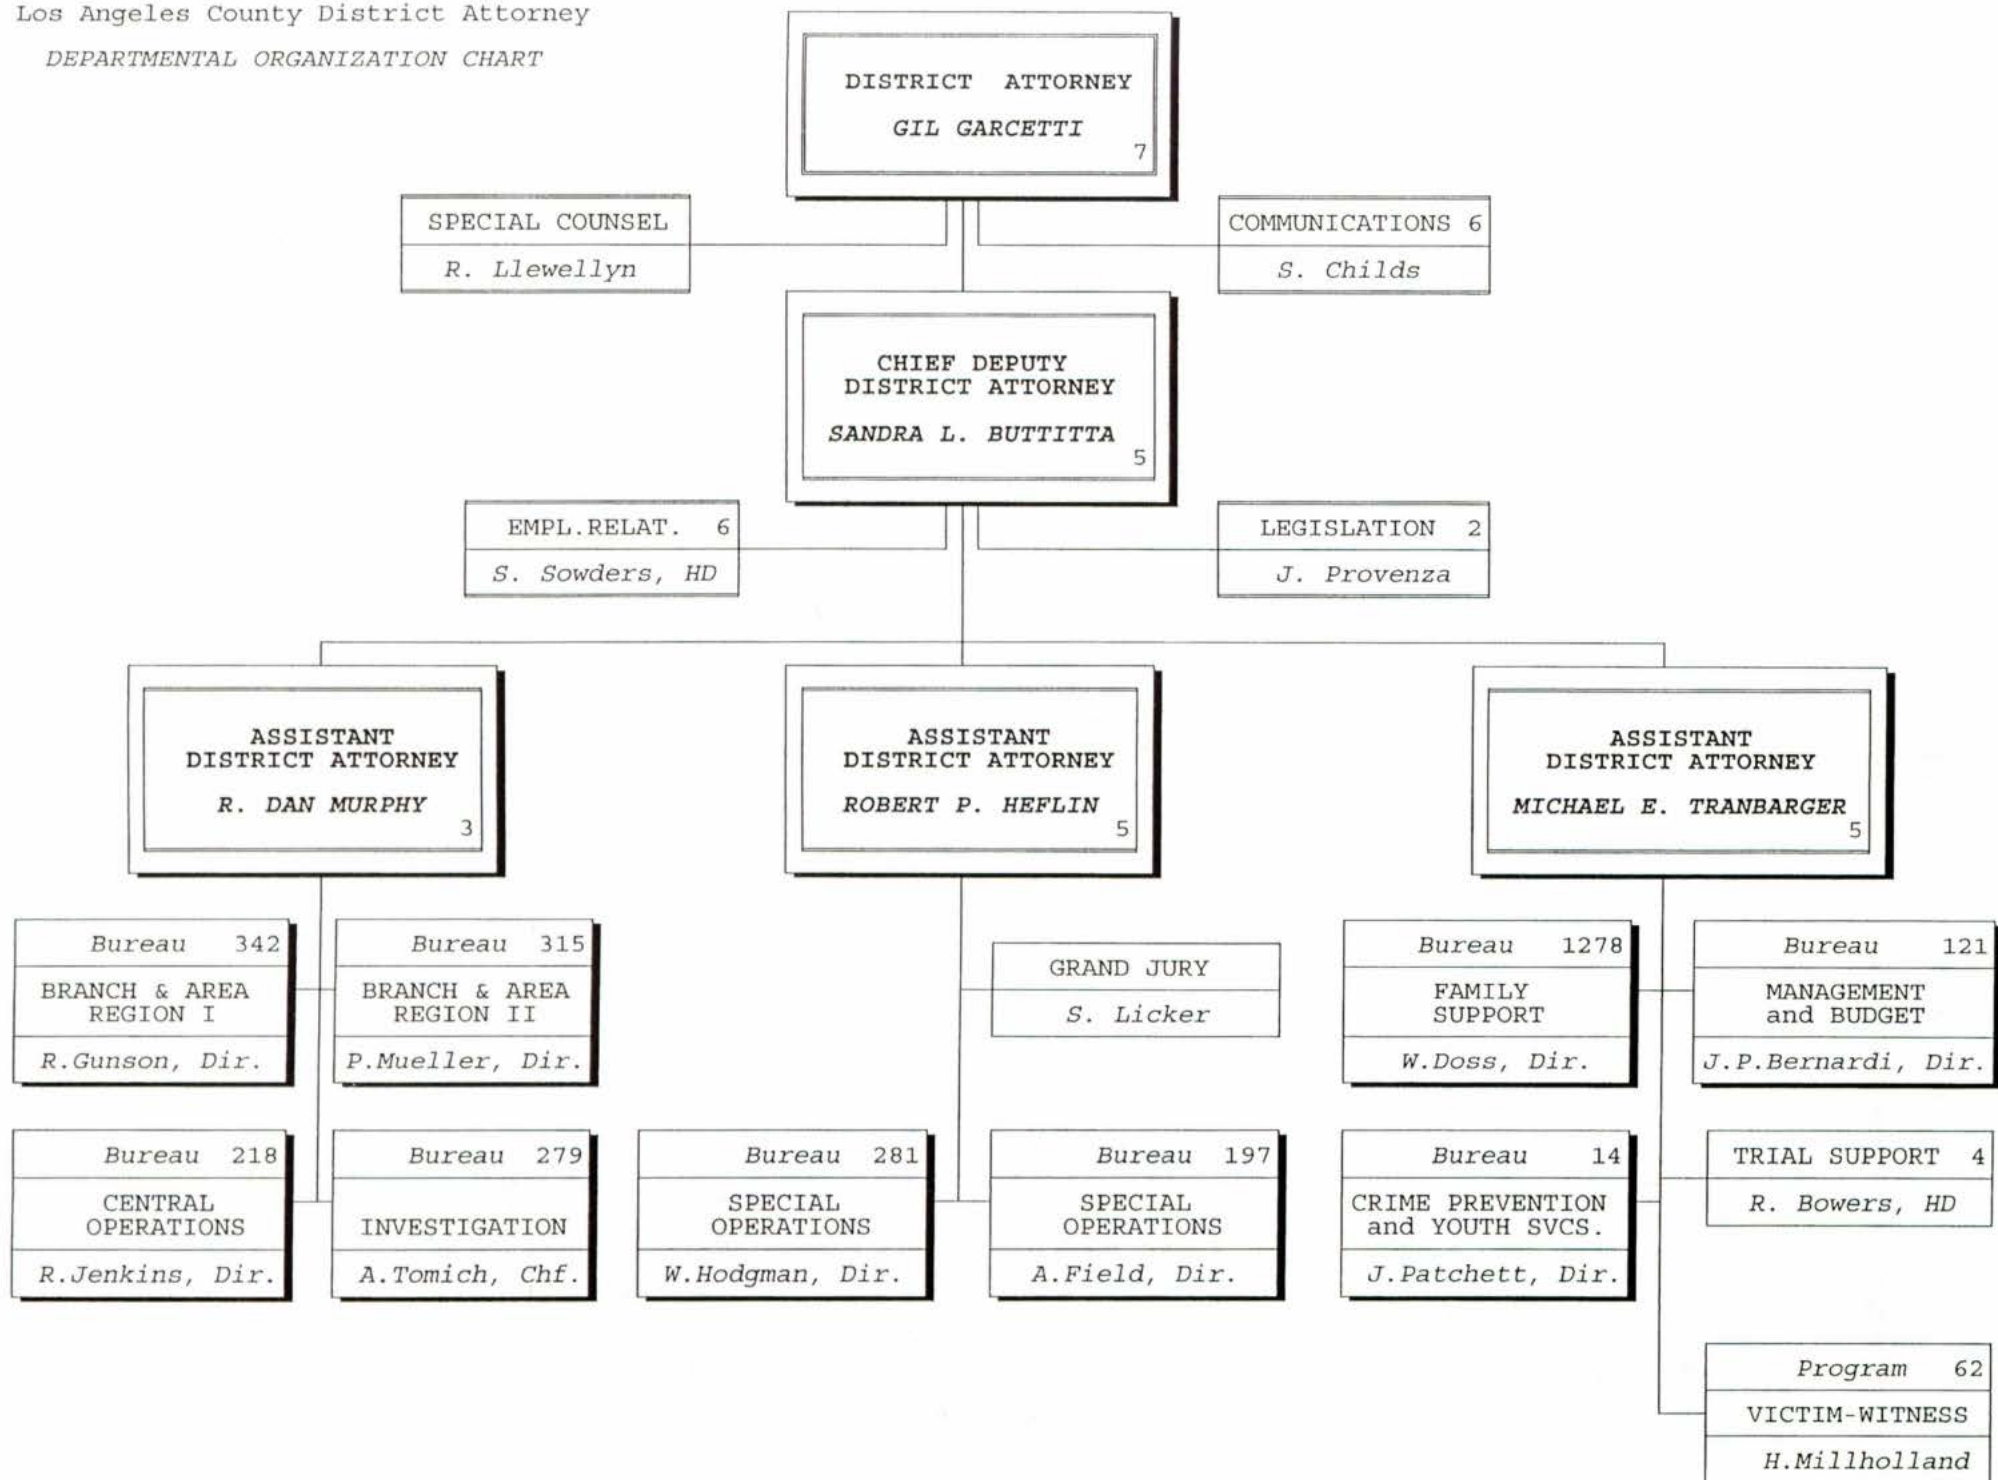 Los Angeles County District Attorney
DEPARTMENTAL ORGANIZATION CHART
DISTRICT ATTORNEY
GIL GARCETTI
7
SPECIAL COUNSEL
R. Llewellyn
COMMUNICATIONS 6
S. Childs
CHIEF DEPUTY
DISTRICT ATTORNEY
SANDRA L. BUTTITTA
5
EMPL.RELAT. 6
S. Sowders, HD
LEGISLATION 2
J. Provenza
ASSISTANT
DISTRICT ATTORNEY
R. DAN MURPHY
3
ASSISTANT
DISTRICT ATTORNEY
ROBERT P. HEFLIN
5
ASSISTANT
DISTRICT ATTORNEY
MICHAEL E. TRANBARGER
5
Bureau 342
BRANCH & AREA
REGION I
R.Gunson, Dir.
Bureau 315
BRANCH & AREA
REGION II
P.Mueller, Dir.
GRAND JURY
S. Licker
Bureau 1278
FAMILY
SUPPORT
W.Doss, Dir.
Bureau 121
MANAGEMENT
and BUDGET
J.P.Bernardi, Dir.
Bureau 218
CENTRAL
OPERATIONS
R.Jenkins, Dir.
Bureau 279
INVESTIGATION
A.Tomich, Chf.
Bureau 281
SPECIAL
OPERATIONS
W.Hodgman, Dir.
Bureau 197
SPECIAL
OPERATIONS
A.Field, Dir.
Bureau 14
CRIME PREVENTION
and YOUTH SVCS.
J.Patchett, Dir.
TRIAL SUPPORT 4
R. Bowers, HD
Program 62
VICTIM-WITNESS
H.Millholland